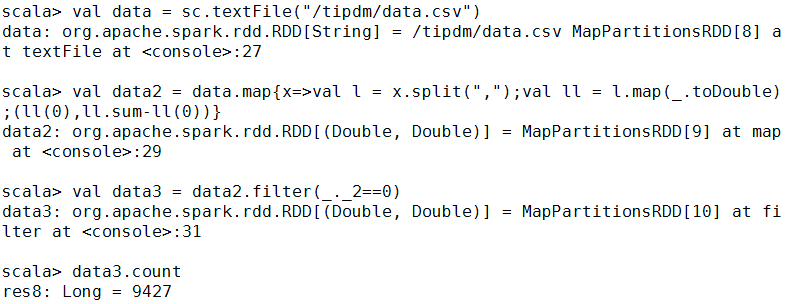 scala> val data = sc.textFile("/tipdm/data.csv")
data: org.apache.spark.rdd.RDD[String] = /tipdm/data.csv MapPartitionsRDD[8] a
t textFile at <console>:27
scala> val data2 = data.map{x=>val l = x.split(",");val ll = l.map(_.toDouble)
;(ll(0),ll.sum-ll(0))}
data2: org.apache.spark.rdd.RDD[(Double, Double)] = MapPartitionsRDD[9] at map
 at <console>:29
scala> val data3 = data2.filter(_._2==0)
data3: org.apache.spark.rdd.RDD[(Double, Double)] = MapPartitionsRDD[10] at fi
lter at <console>:31
scala> data3.count
res8: Long = 9427